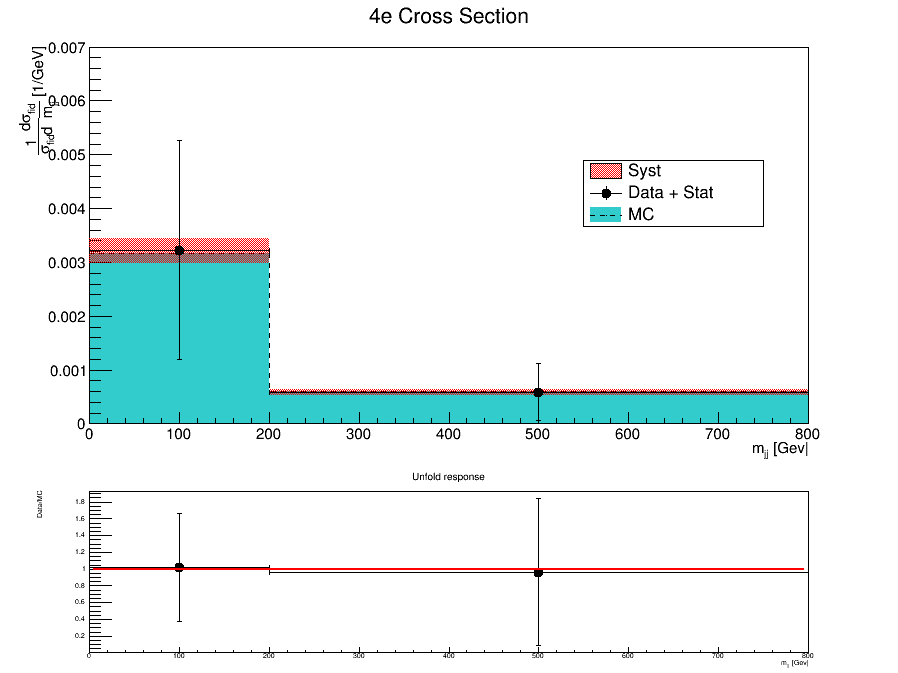 4e Cross Section
1 dσfid
σfid d mjj [1/GeV]
0.007
0.006
0.005
0.004
0.003
0.002
0.001
0
Syst
Data + Stat
MC
0 100 200 300 400 500 600 700 800
mjj [Gev]
Unfold response
Data/MC
1.8
1.6
1.4
1.2
1
0.8
0.6
0.4
0.2
0 100 200 300 400 500 600 700 800
mjj [Gev]